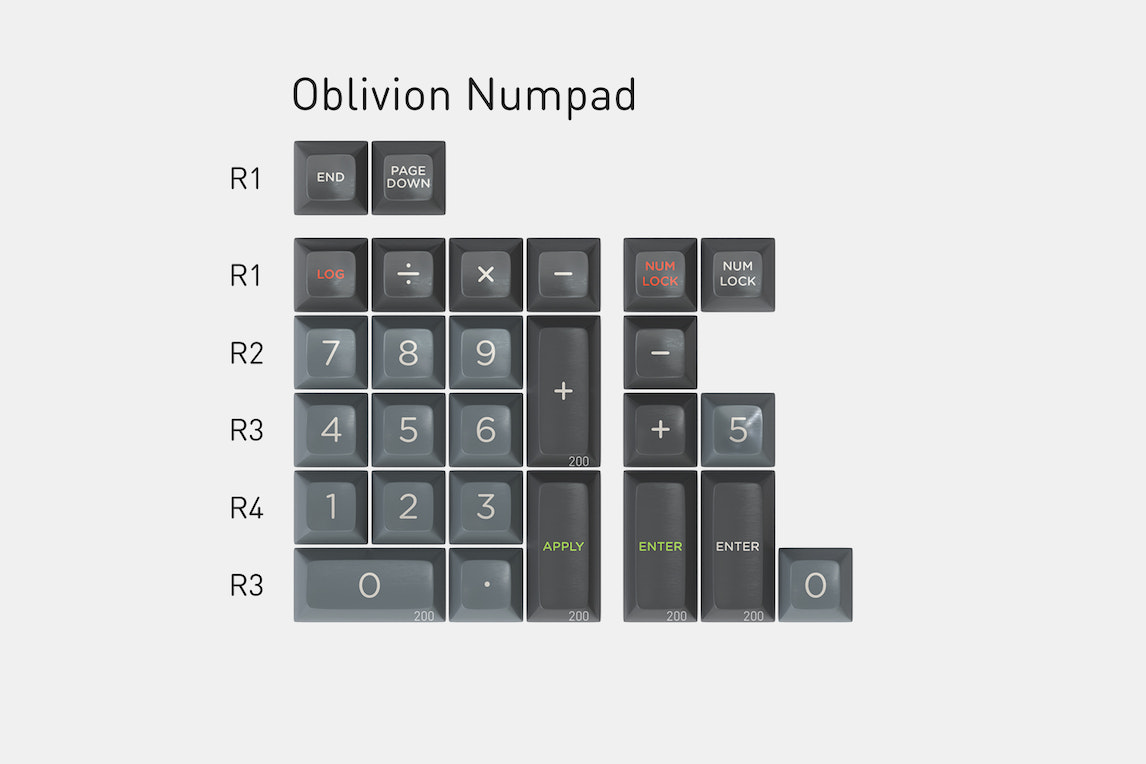 Oblivion Numpad
R1 END PAGE
DOWN
R1 LOG ÷ × − NUM
LOCK NUM
LOCK
R2 7 8 9 + 200 −
R3 4 5 6 + 5
R4 1 2 3 APPLY 200 ENTER 200 ENTER 200
R3 0 200 · 0